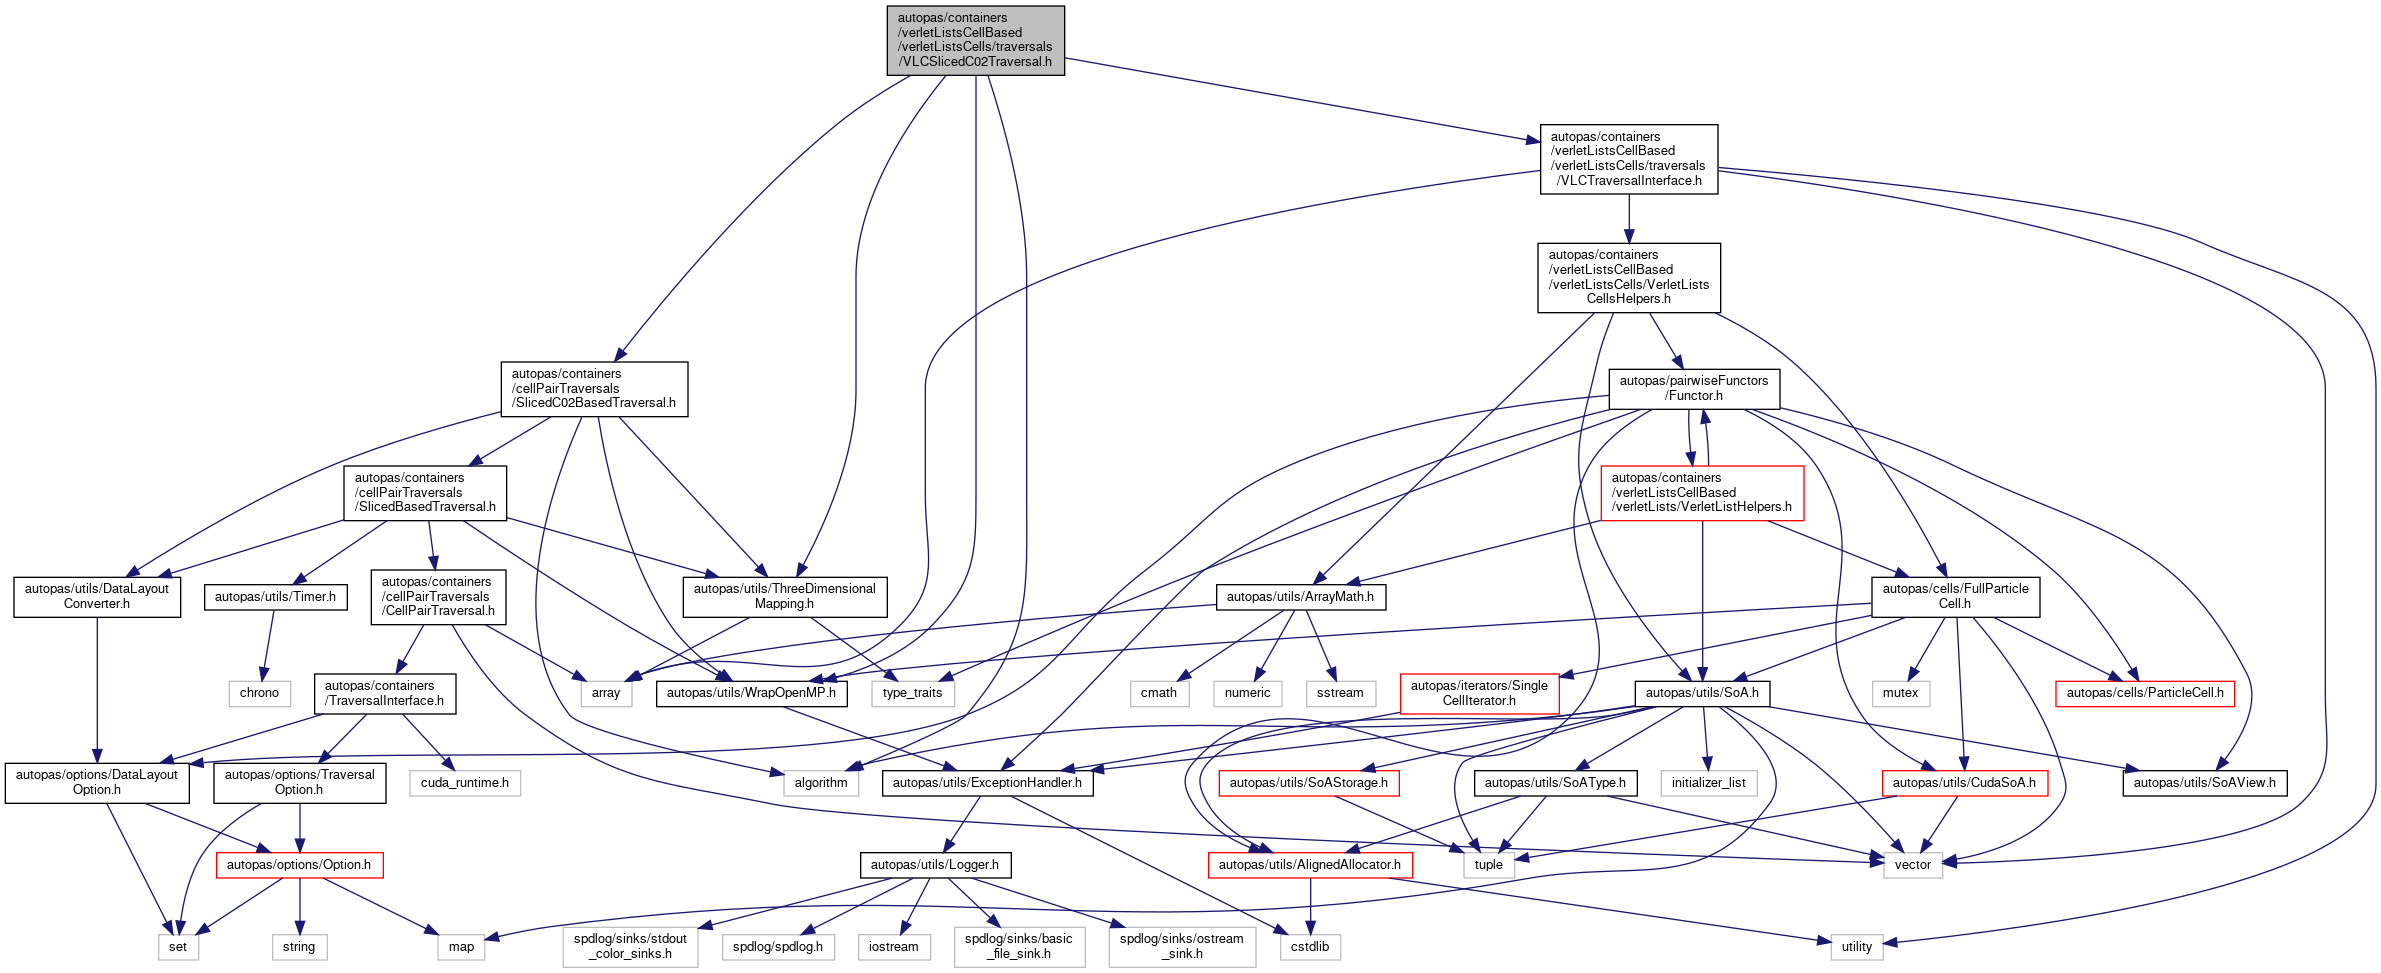 autopas/containers
/verletListsCellBased
/verletListsCells/traversals
/VLCSlicedC02Traversal.h
autopas/containers
/verletListsCellBased
/verletListsCells/traversals
/VLCTraversalInterface.h
autopas/containers
/verletListsCellBased
/verletListsCells/VerletLists
CellsHelpers.h
autopas/containers
/cellPairTraversals
/SlicedC02BasedTraversal.h
autopas/pairwiseFunctors
/Functor.h
autopas/containers
/cellPairTraversals
/SlicedBasedTraversal.h
autopas/containers
/verletListsCellBased
/verletLists/VerletListHelpers.h
autopas/utils/DataLayout
Converter.h
autopas/utils/Timer.h
autopas/containers
/cellPairTraversals
/CellPairTraversal.h
autopas/utils/ThreeDimensional
Mapping.h
autopas/utils/ArrayMath.h
autopas/cells/FullParticle
Cell.h
chrono
autopas/containers
/TraversalInterface.h
array
autopas/utils/WrapOpenMP.h
type_traits
cmath
numeric
sstream
autopas/iterators/Single
CellIterator.h
autopas/utils/SoA.h
mutex
autopas/cells/ParticleCell.h
autopas/options/DataLayout
Option.h
autopas/options/Traversal
Option.h
cuda_runtime.h
algorithm
autopas/utils/ExceptionHandler.h
autopas/utils/SoAStorage.h
autopas/utils/SoAType.h
initializer_list
autopas/utils/CudaSoA.h
autopas/utils/SoAView.h
autopas/options/Option.h
autopas/utils/Logger.h
autopas/utils/AlignedAllocator.h
tuple
vector
set
string
map
spdlog/sinks/stdout
_color_sinks.h
spdlog/spdlog.h
iostream
spdlog/sinks/basic
_file_sink.h
spdlog/sinks/ostream
_sink.h
cstdlib
utility